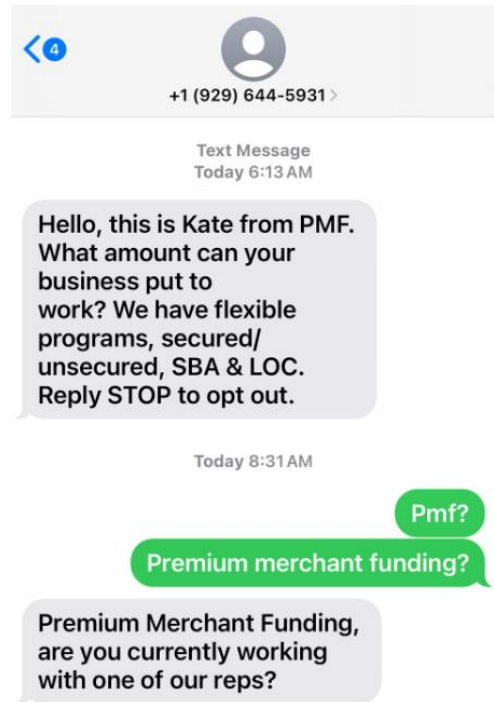 4
+1 (929) 644-5931 >
Text Message
Today 6:13 AM
Hello, this is Kate from PMF.
What amount can your
business put to
work? We have flexible
programs, secured/
unsecured, SBA & LOC.
Reply STOP to opt out.
Today 8:31 AM
Pmf?
Premium merchant funding?
Premium Merchant Funding,
are you currently working
with one of our reps?